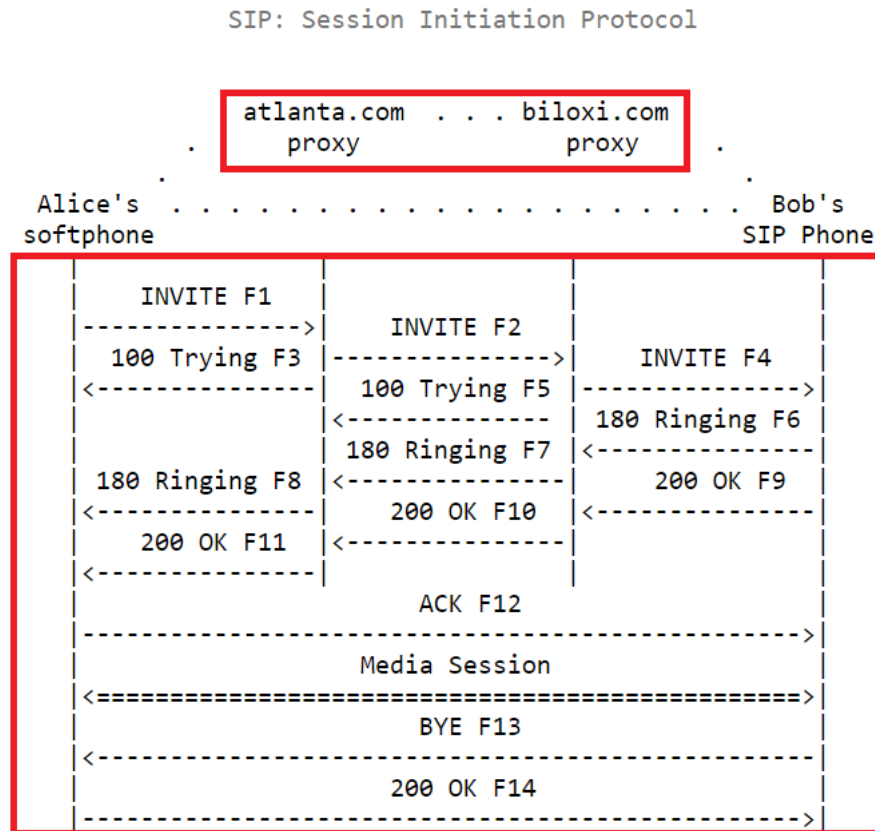 SIP: Session Initiation Protocol
atlanta.com . . . biloxi.com
. proxy proxy .
. .
Alice's . . . . . . . . . . . . . . . . . . . . Bob's
softphone SIP Phone
| | | |
| INVITE F1 | | |
|--------------->| INVITE F2 | |
| 100 Trying F3 |--------------->| INVITE F4 |
|<---------------| 100 Trying F5 |--------------->|
| |<-------------- | 180 Ringing F6 |
| | 180 Ringing F7 |<---------------|
| 180 Ringing F8 |<---------------| 200 OK F9 |
|<---------------| 200 OK F10 |<---------------|
| 200 OK F11 |<---------------| |
|<---------------| | |
| ACK F12 |
|------------------------------------------------->|
| Media Session |
|<================================================>|
| BYE F13 |
|<-------------------------------------------------|
| 200 OK F14 |
|------------------------------------------------->|